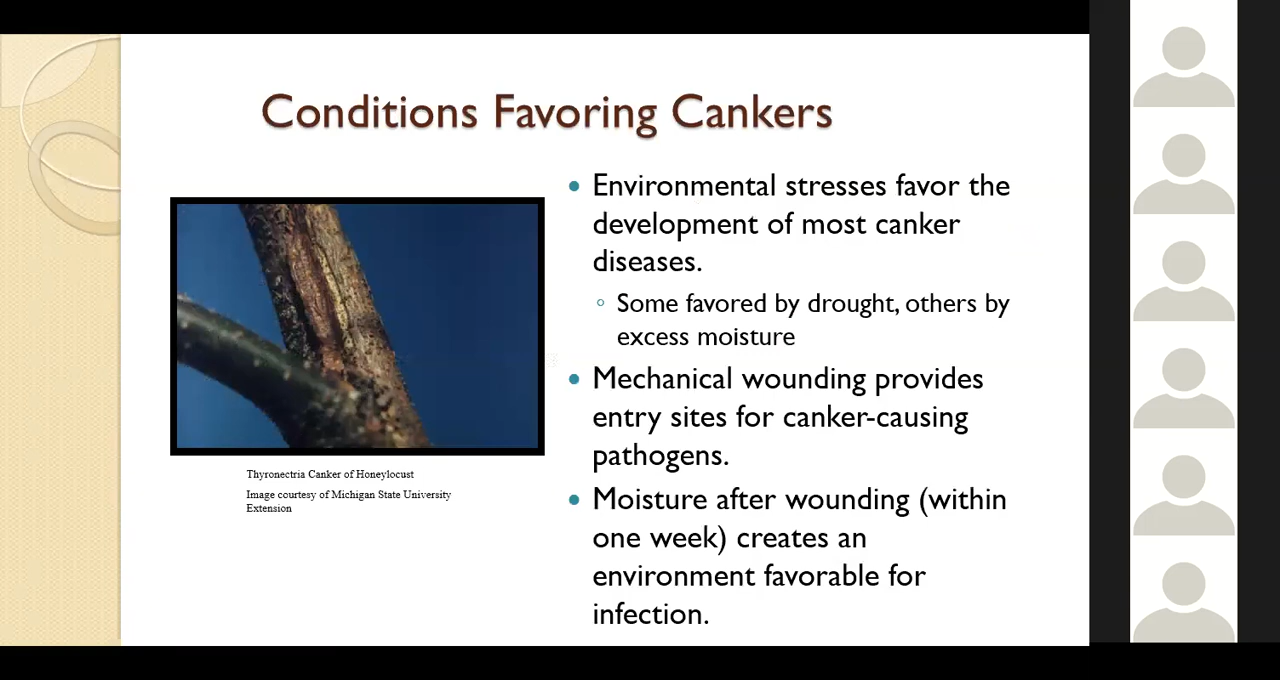 Conditions Favoring Cankers
Environmental stresses favor the
development of most canker
diseases.
Some favored by drought, others by
excess moisture
Mechanical wounding provides
entry sites for canker-causing
pathogens.
Moisture after wounding (within
one week) creates an
environment favorable for
infection.
Thyronectria Canker of Honeylocust
Image courtesy of Michigan State University
Extension